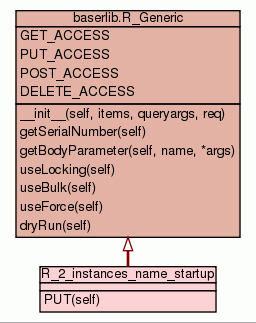 baserlib.R_Generic
GET_ACCESS
PUT_ACCESS
POST_ACCESS
DELETE_ACCESS
__init__(self, items, queryargs, req)
getSerialNumber(self)
getBodyParameter(self, name, *args)
useLocking(self)
useBulk(self)
useForce(self)
dryRun(self)
R_2_instances_name_startup
PUT(self)